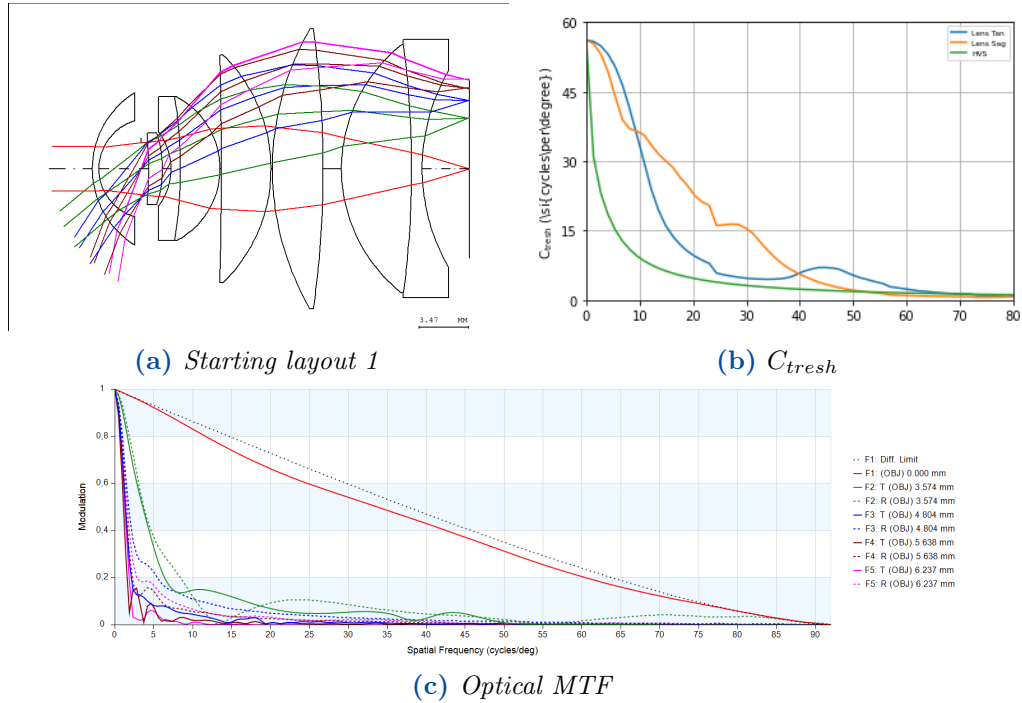 3.47 MM
60
45
30
15
0
C_tresh (\si{cycles\per\degree})
0 10 20 30 40 50 60 70 80
Lens Tan
Lens Sag
HVS
(a) Starting layout 1
(b) C_tresh
1
0,8
0,6
0,4
0,2
0
Modulation
0 5 10 15 20 25 30 35 40 45 50 55 60 65 70 75 80 85 90
Spatial Frequency (cycles/deg)
F1: Diff. Limit
F1: (OBJ) 0.000 mm
F2: T (OBJ) 3.574 mm
F2: R (OBJ) 3.574 mm
F3: T (OBJ) 4.804 mm
F3: R (OBJ) 4.804 mm
F4: T (OBJ) 5.638 mm
F4: R (OBJ) 5.638 mm
F5: T (OBJ) 6.237 mm
F5: R (OBJ) 6.237 mm
(c) Optical MTF